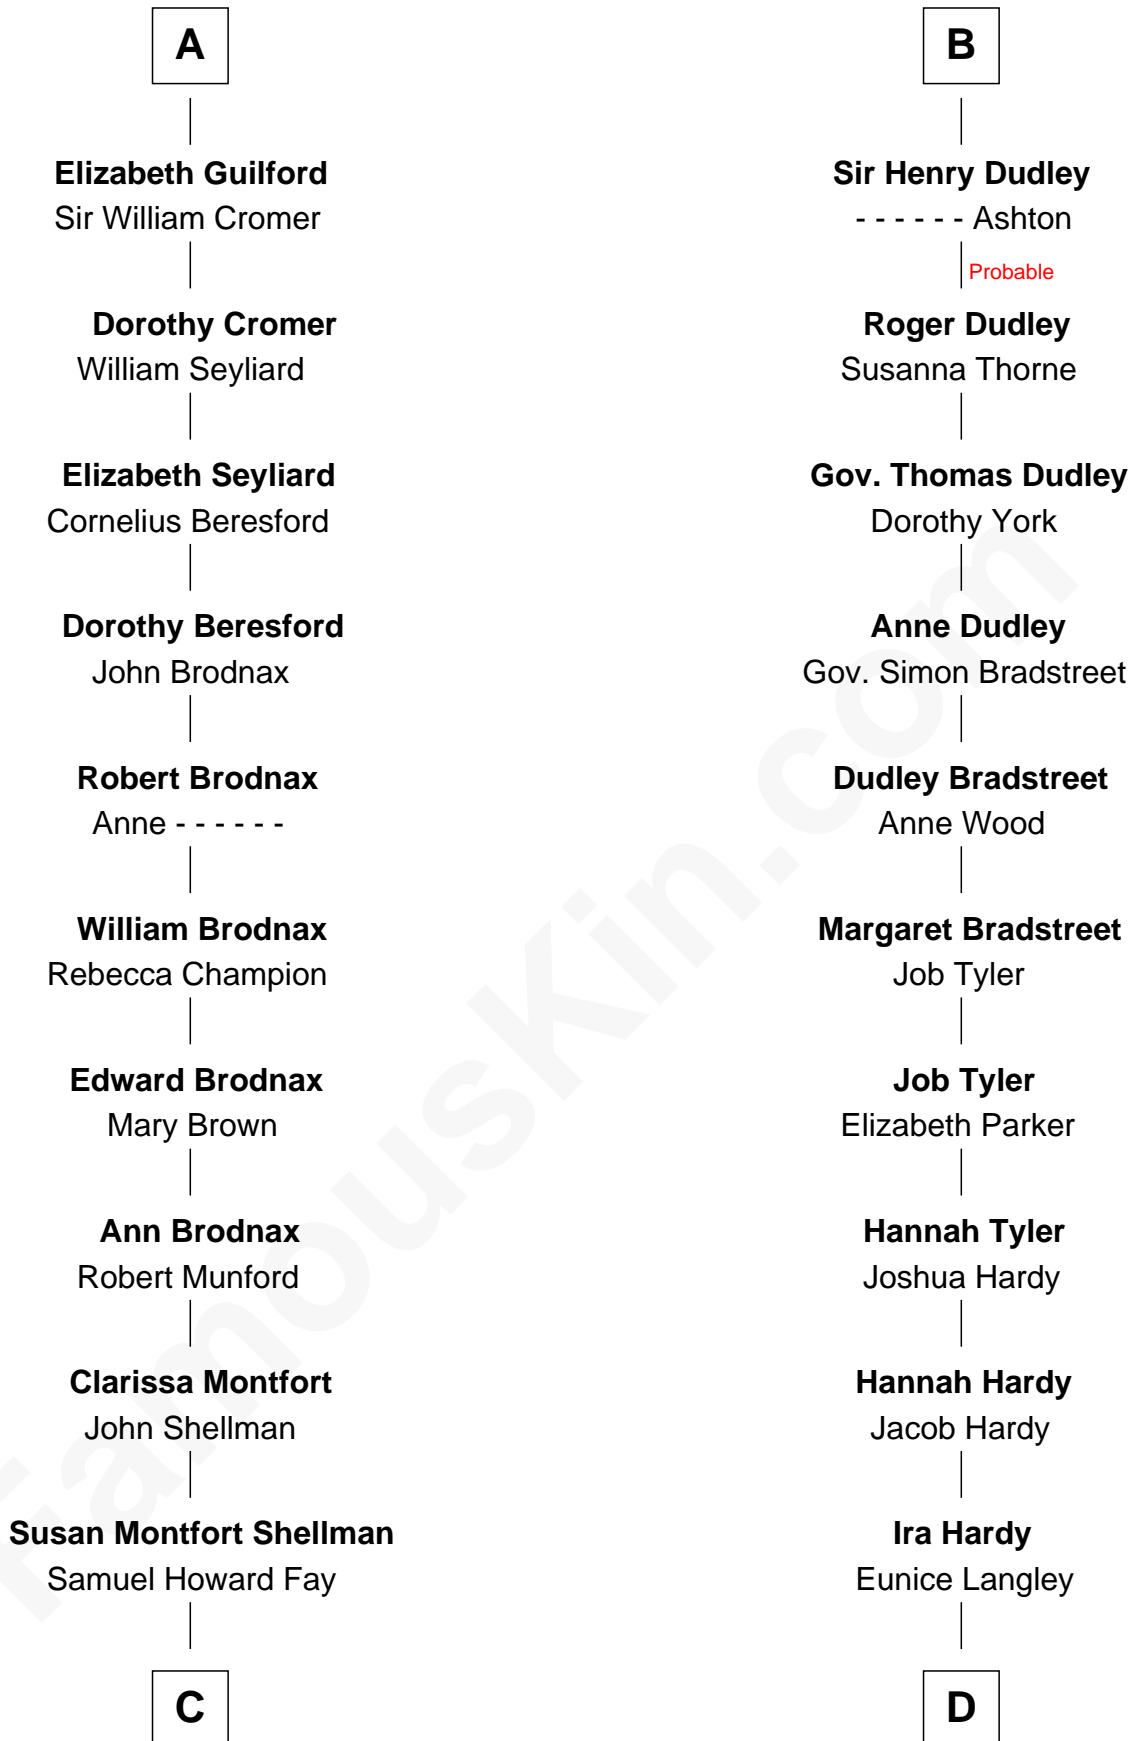 A
Elizabeth Guilford
Sir William Cromer
Dorothy Cromer
William Seyliard
Elizabeth Seyliard
Cornelius Beresford
Dorothy Beresford
John Brodnax
Robert Brodnax
Anne - - - - - -
William Brodnax
Rebecca Champion
Edward Brodnax
Mary Brown
Ann Brodnax
Robert Munford
Clarissa Montfort
John Shellman
Susan Montfort Shellman
Samuel Howard Fay
C
B
Sir Henry Dudley
- - - - - - Ashton
Probable
Roger Dudley
Susanna Thorne
Gov. Thomas Dudley
Dorothy York
Anne Dudley
Gov. Simon Bradstreet
Dudley Bradstreet
Anne Wood
Margaret Bradstreet
Job Tyler
Job Tyler
Elizabeth Parker
Hannah Tyler
Joshua Hardy
Hannah Hardy
Jacob Hardy
Ira Hardy
Eunice Langley
D
FamousKin.com